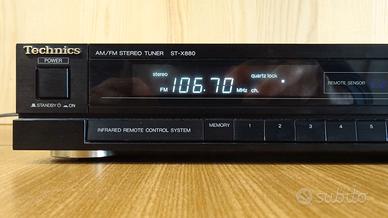 Technics
AM/FM STEREO TUNER ST-X880
POWER
stereo
quartz lock
FM 106.70 MHz ch.
REMOTE SENSOR
STANDBY ON
INFRARED REMOTE CONTROL SYSTEM
MEMORY 1 2 3 4 5
subito